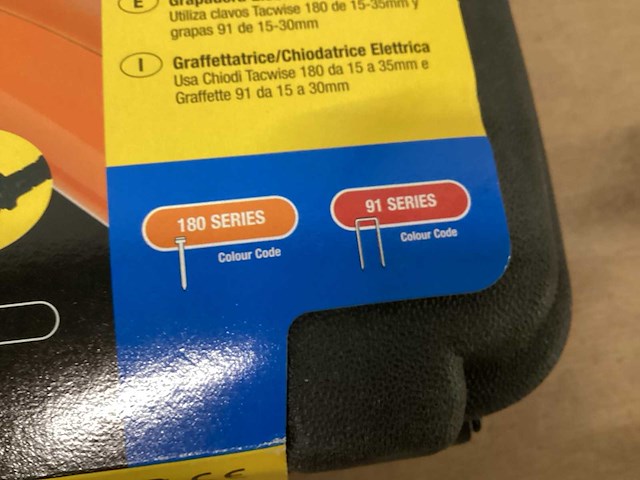 E
Utiliza clavos Tacwise 180 de 15-35mm y
grapas 91 de 15-30mm
I
Graffettatrice/Chiodatrice Elettrica
Usa Chiodi Tacwise 180 da 15 a 35mm e
Graffette 91 da 15 a 30mm
180 SERIES
Colour Code
91 SERIES
Colour Code